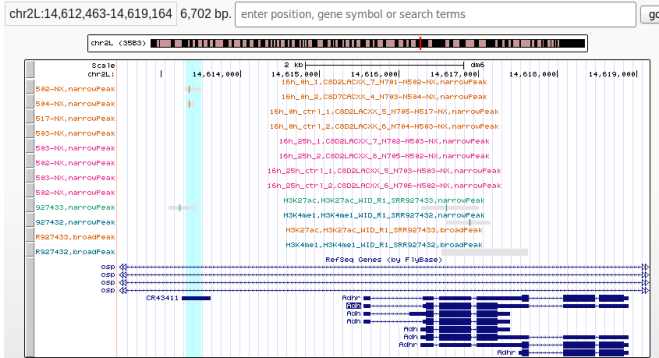 chr2L:14,612,463-14,619,164 6,702 bp. enter position, gene symbol or search terms go
chr2L (35B3)
Scale 2 kb dm6
chr2L: 14,614,000 14,615,000 14,616,000 14,617,000 14,618,000 14,619,000
16h_0h_1,C8D2LACXX_7_N701-N502-NX,narrowPeak
502-NX,narrowPeak
16h_0h_2,C8D7CACXX_4_N703-N504-NX,narrowPeak
504-NX,narrowPeak
16h_0h_ctrl_1,C8D2LACXX_5_N705-N517-NX,narrowPeak
517-NX,narrowPeak
16h_0h_ctrl_2,C8D2LACXX_6_N704-N503-NX,narrowPeak
503-NX,narrowPeak
16h_25h_1,C8D2LACXX_7_N702-N503-NX,narrowPeak
503-NX,narrowPeak
16h_25h_2,C8D2LACXX_8_N705-N502-NX,narrowPeak
502-NX,narrowPeak
16h_25h_ctrl_1,C8D2LACXX_5_N703-N503-NX,narrowPeak
503-NX,narrowPeak
16h_25h_ctrl_2,C8D2LACXX_6_N706-N502-NX,narrowPeak
502-NX,narrowPeak
H3K27ac,H3K27ac_WID_R1_SRR927433,narrowPeak
927433,narrowPeak
H3K4me1,H3K4me1_WID_R1_SRR927432,narrowPeak
927432,narrowPeak
H3K27ac,H3K27ac_WID_R1_SRR927433,broadPeak
R927433,broadPeak
H3K4me1,H3K4me1_WID_R1_SRR927432,broadPeak
R927432,broadPeak
RefSeq Genes (by FlyBase)
osp
osp
osp
osp
CR43411 Adhr
Adh
Adh
Adh
Adh
Adh
Adhr
Adhr
Adhr